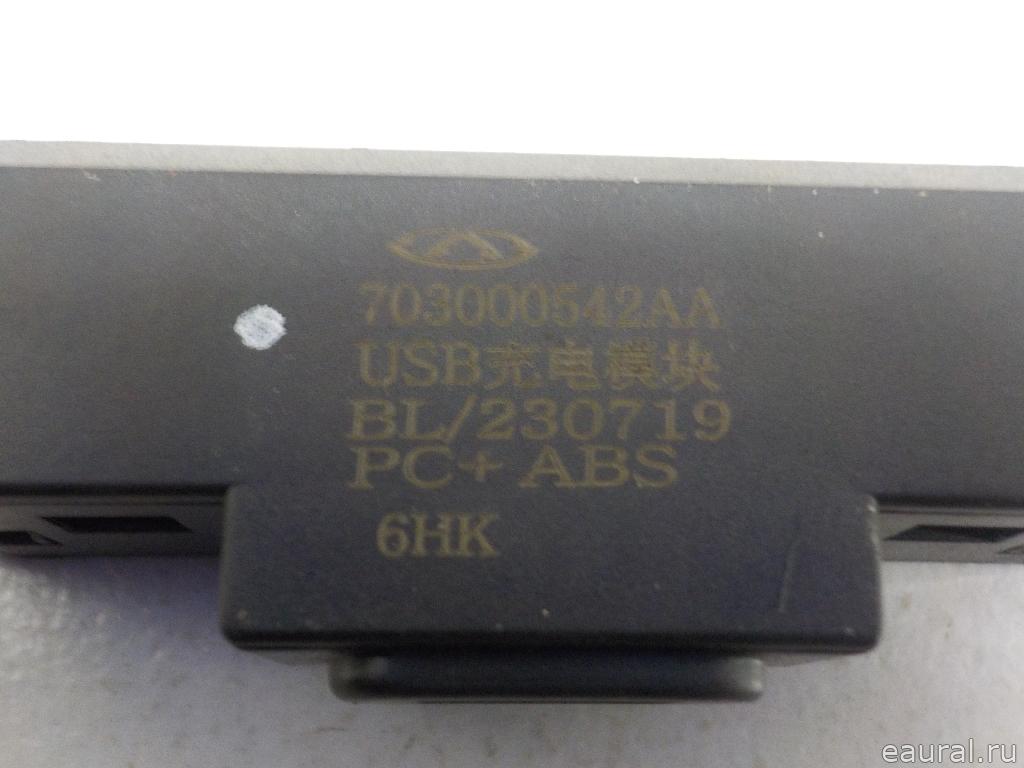 703000542AA
USB充电模块
BL/230719
PC+ABS
6HK
eaural.ru